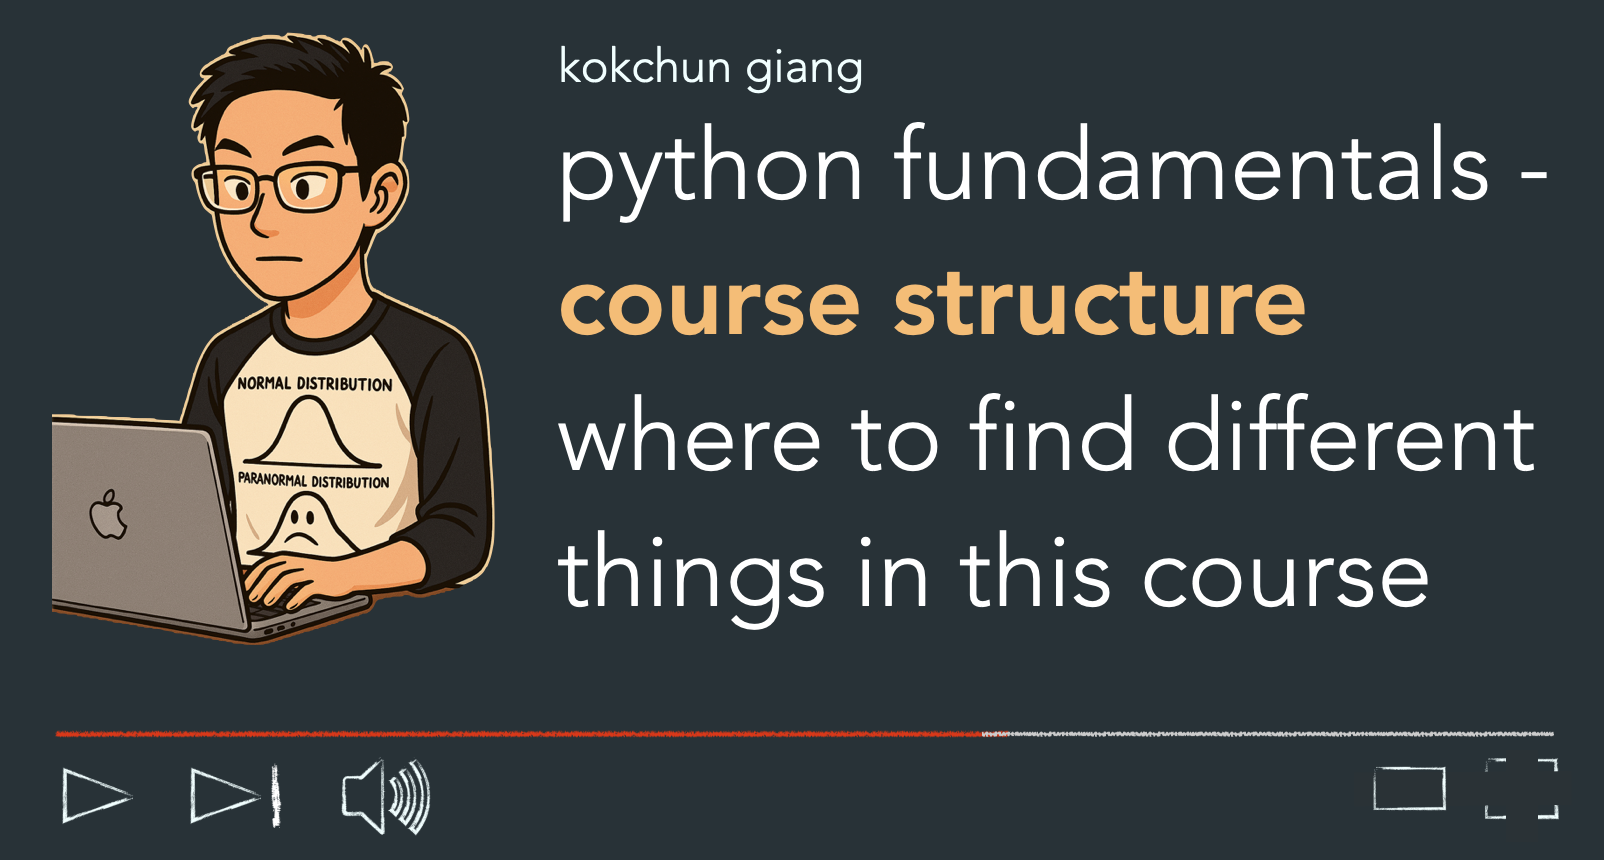 kokchun giang
python fundamentals -
course structure
where to find different
things in this course
NORMAL DISTRIBUTION
PARANORMAL DISTRIBUTION